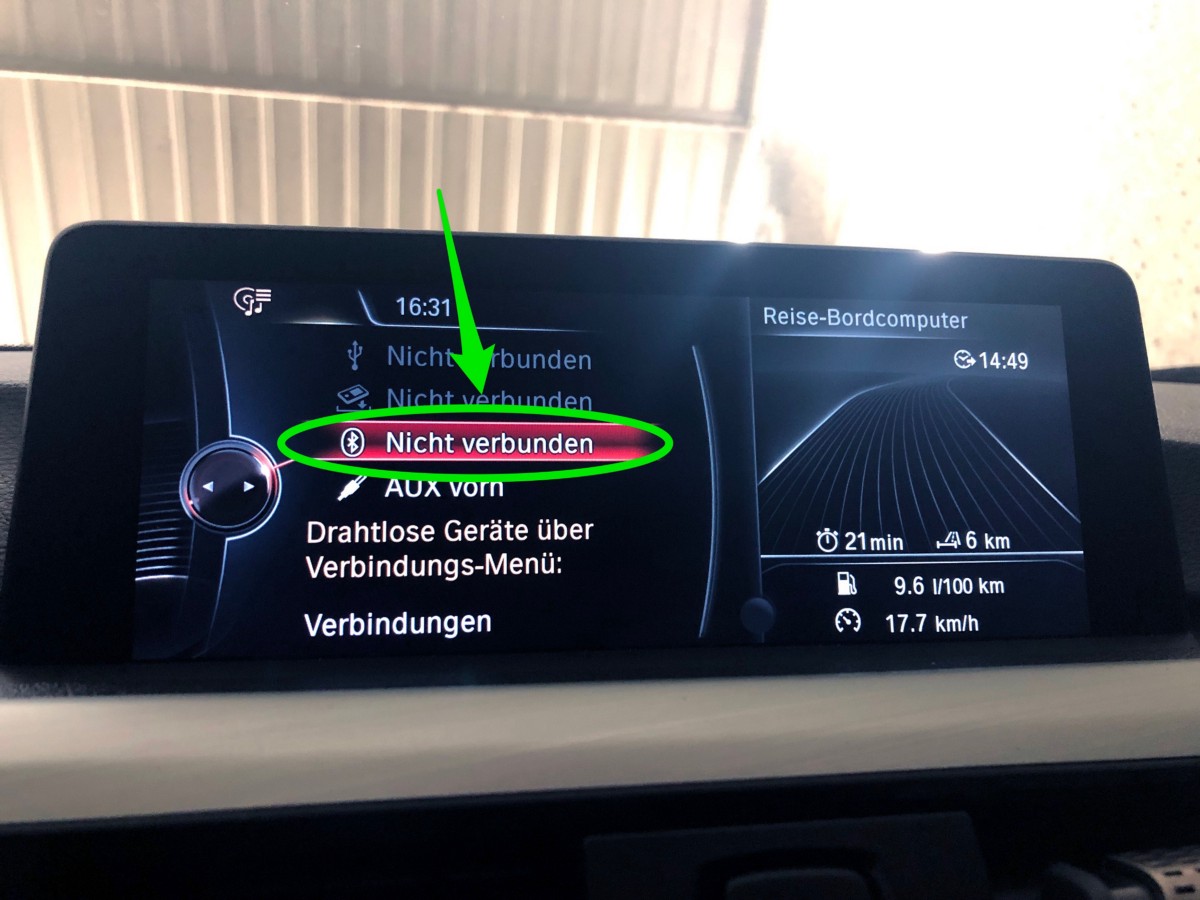 16:31
Nicht verbunden
Nicht verbunden
Nicht verbunden
AUX vorn
Drahtlose Geräte über
Verbindungs-Menü:
Verbindungen
Reise-Bordcomputer
14:49
21 min 6 km
9.6 l/100 km
17.7 km/h